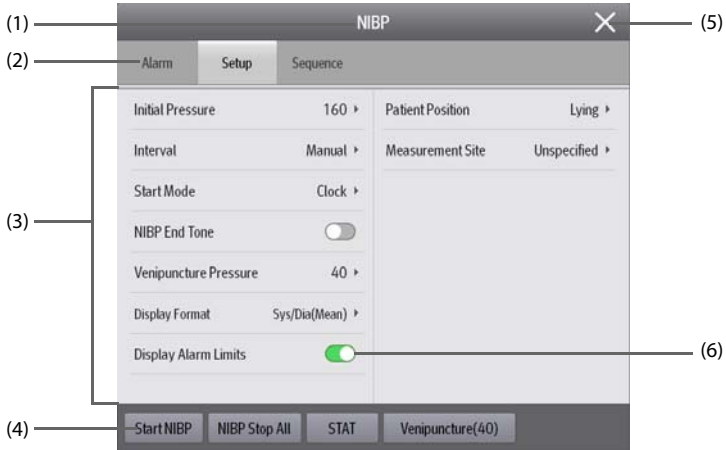 (1) NIBP (5)
(2) Alarm Setup Sequence
Initial Pressure 160 Patient Position Lying
Interval Manual Measurement Site Unspecified
Start Mode Clock
(3)
NIBP End Tone
Venipuncture Pressure 40
Display Format Sys/Dia(Mean)
Display Alarm Limits (6)
(4) Start NIBP NIBP Stop All STAT Venipuncture(40)